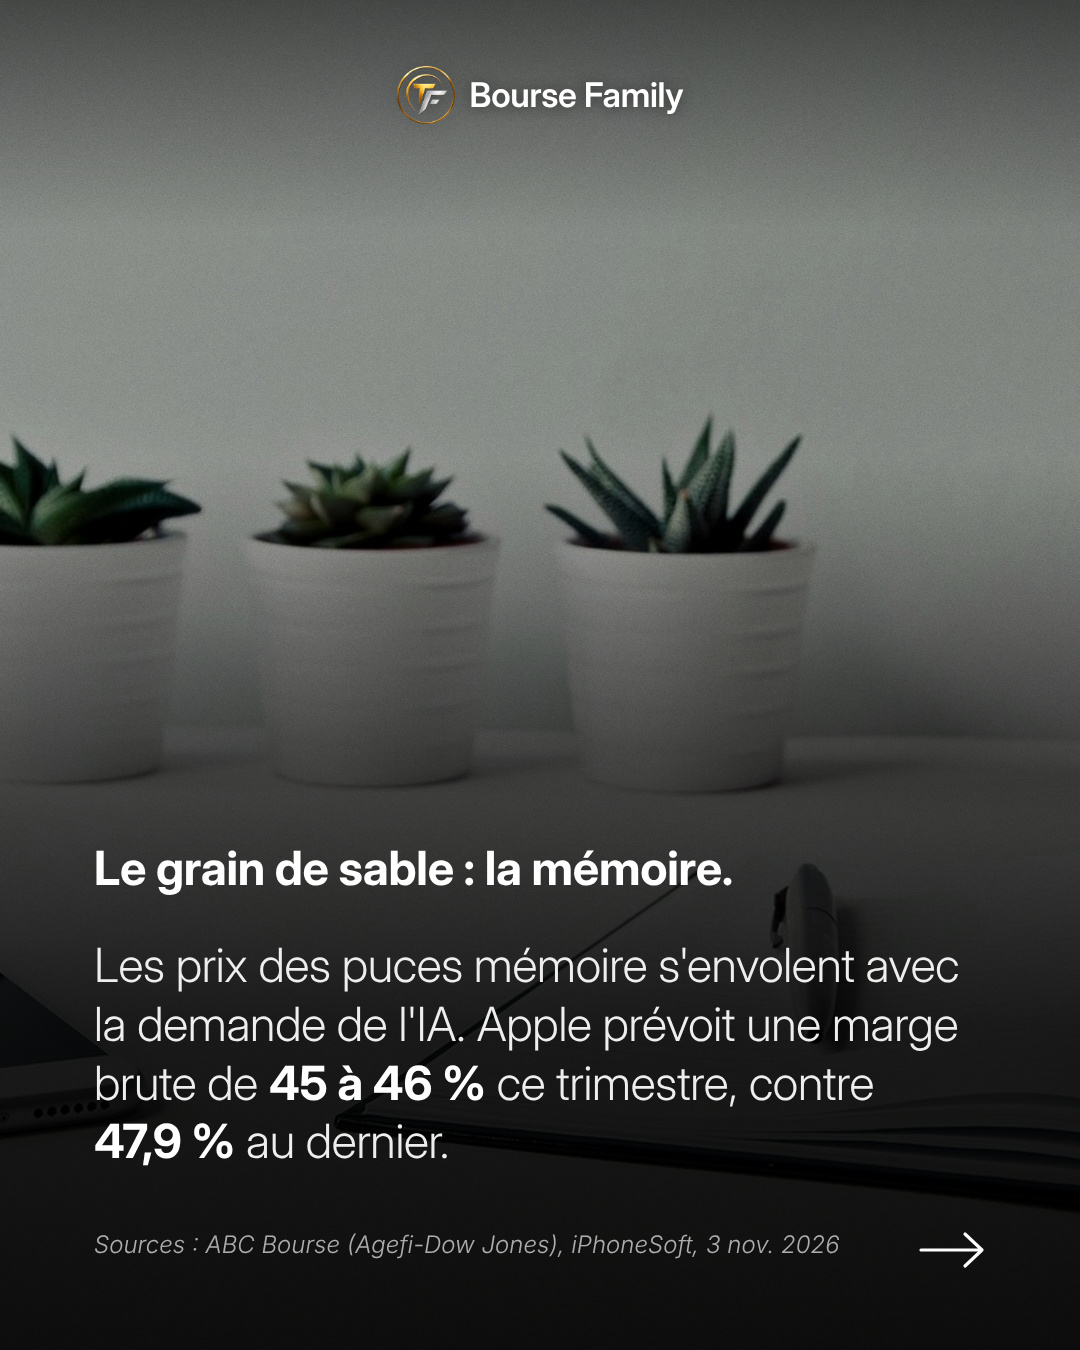 TF Bourse Family
Le grain de sable : la mémoire.
Les prix des puces mémoire s'envolent avec
la demande de l'IA. Apple prévoit une marge
brute de 45 à 46 % ce trimestre, contre
47,9 % au dernier.
Sources : ABC Bourse (Agefi-Dow Jones), iPhoneSoft, 3 nov. 2026